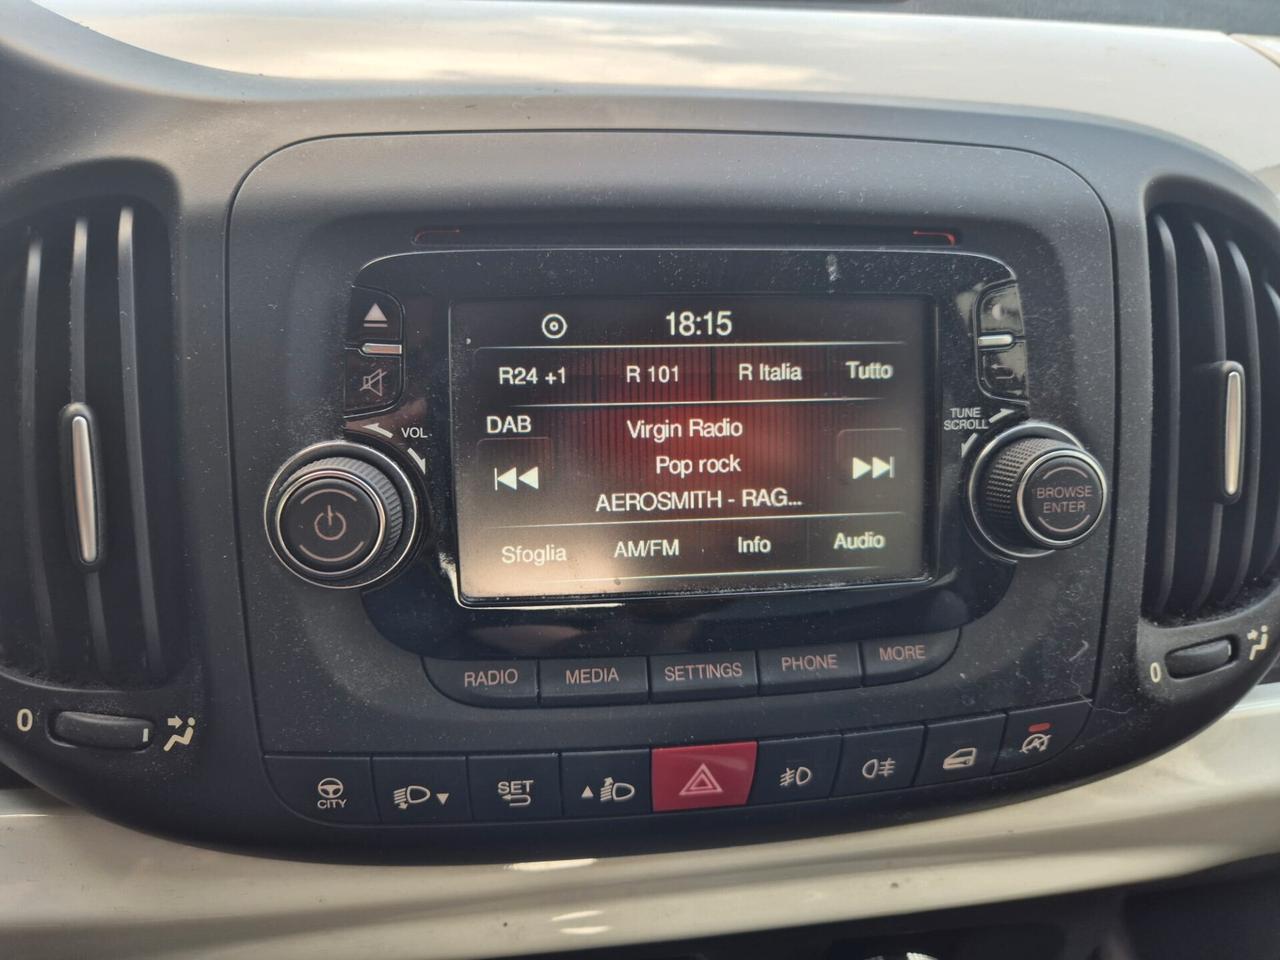 18:15
R24 +1 R 101 R Italia Tutto
DAB Virgin Radio
Pop rock
AEROSMITH - RAG...
Sfoglia AM/FM Info Audio
VOL
TUNE
SCROLL
BROWSE
ENTER
RADIO MEDIA SETTINGS PHONE MORE
0
0
CITY
SET